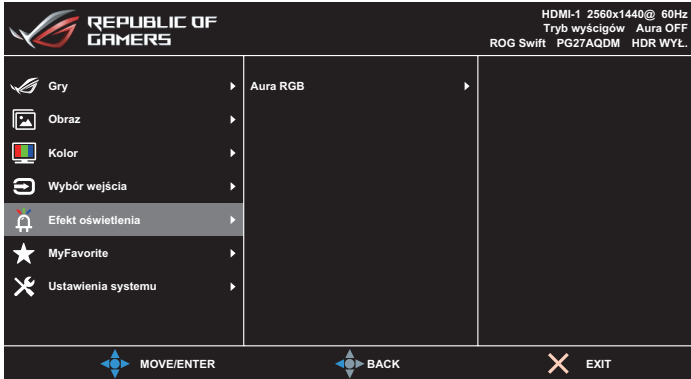 REPUBLIC OF
GAMERS
HDMI-1 2560x1440@ 60Hz
Tryb wyścigów Aura OFF
ROG Swift PG27AQDM HDR WYŁ.
Gry
Aura RGB
Obraz
Kolor
Wybór wejścia
Efekt oświetlenia
MyFavorite
Ustawienia systemu
MOVE/ENTER
BACK
EXIT